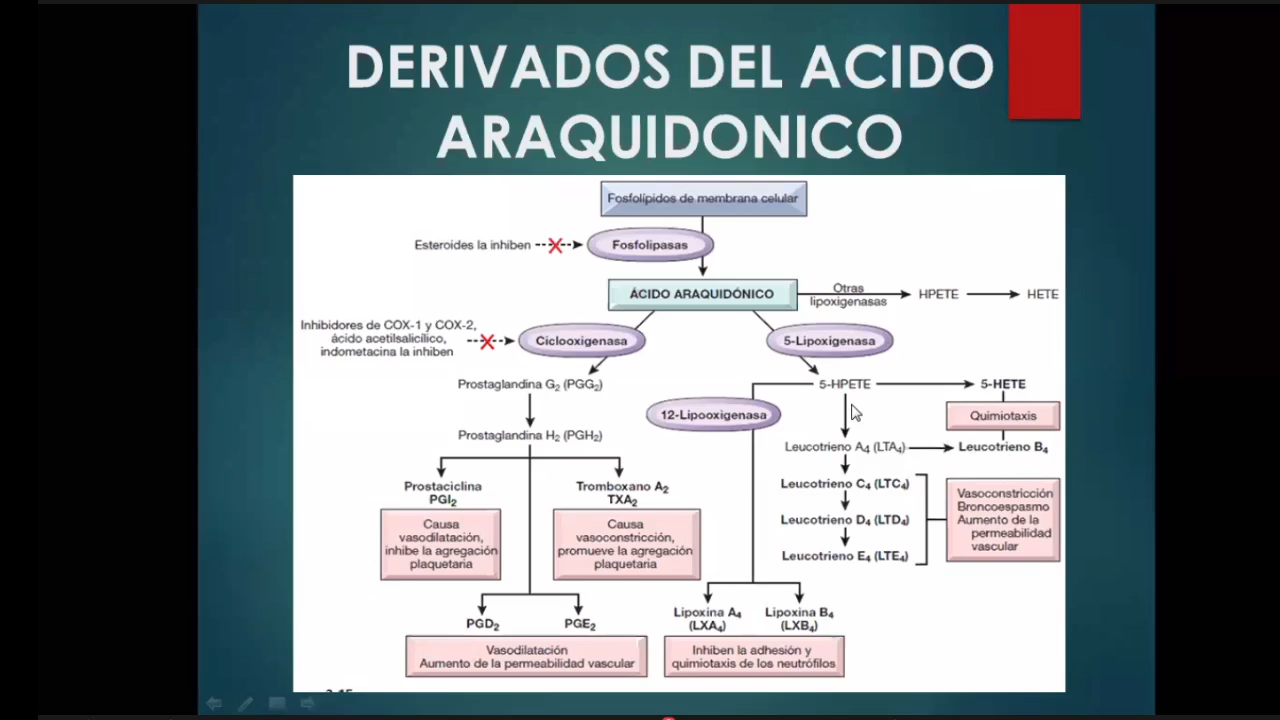 DERIVADOS DEL ACIDO
ARAQUIDONICO
Fosfolípidos de membrana celular
Esteroides la inhiben
Fosfolipasas
ÁCIDO ARAQUIDÓNICO
Otras
lipoxigenasas
HPETE
HETE
Inhibidores de COX-1 y COX-2,
ácido acetilsalicílico,
indometacina la inhiben
Ciclooxigenasa
5-Lipoxigenasa
Prostaglandina G₂ (PGG₂)
5-HPETE
5-HETE
12-Lipooxigenasa
Quimiotaxis
Prostaglandina H₂ (PGH₂)
Leucotrieno A₄ (LTA₄)
Leucotrieno B₄
Prostaciclina
PGI₂
Tromboxano A₂
TXA₂
Leucotrieno C₄ (LTC₄)
Leucotrieno D₄ (LTD₄)
Leucotrieno E₄ (LTE₄)
Vasoconstricción
Broncoespasmo
Aumento de la
permeabilidad
vascular
Causa
vasodilatación,
inhibe la agregación
plaquetaria
Causa
vasoconstricción,
promueve la agregación
plaquetaria
PGD₂
PGE₂
Lipoxina A₄
(LXA₄)
Lipoxina B₄
(LXB₄)
Vasodilatación
Aumento de la permeabilidad vascular
Inhiben la adhesión y
quimiotaxis de los neutrófilos